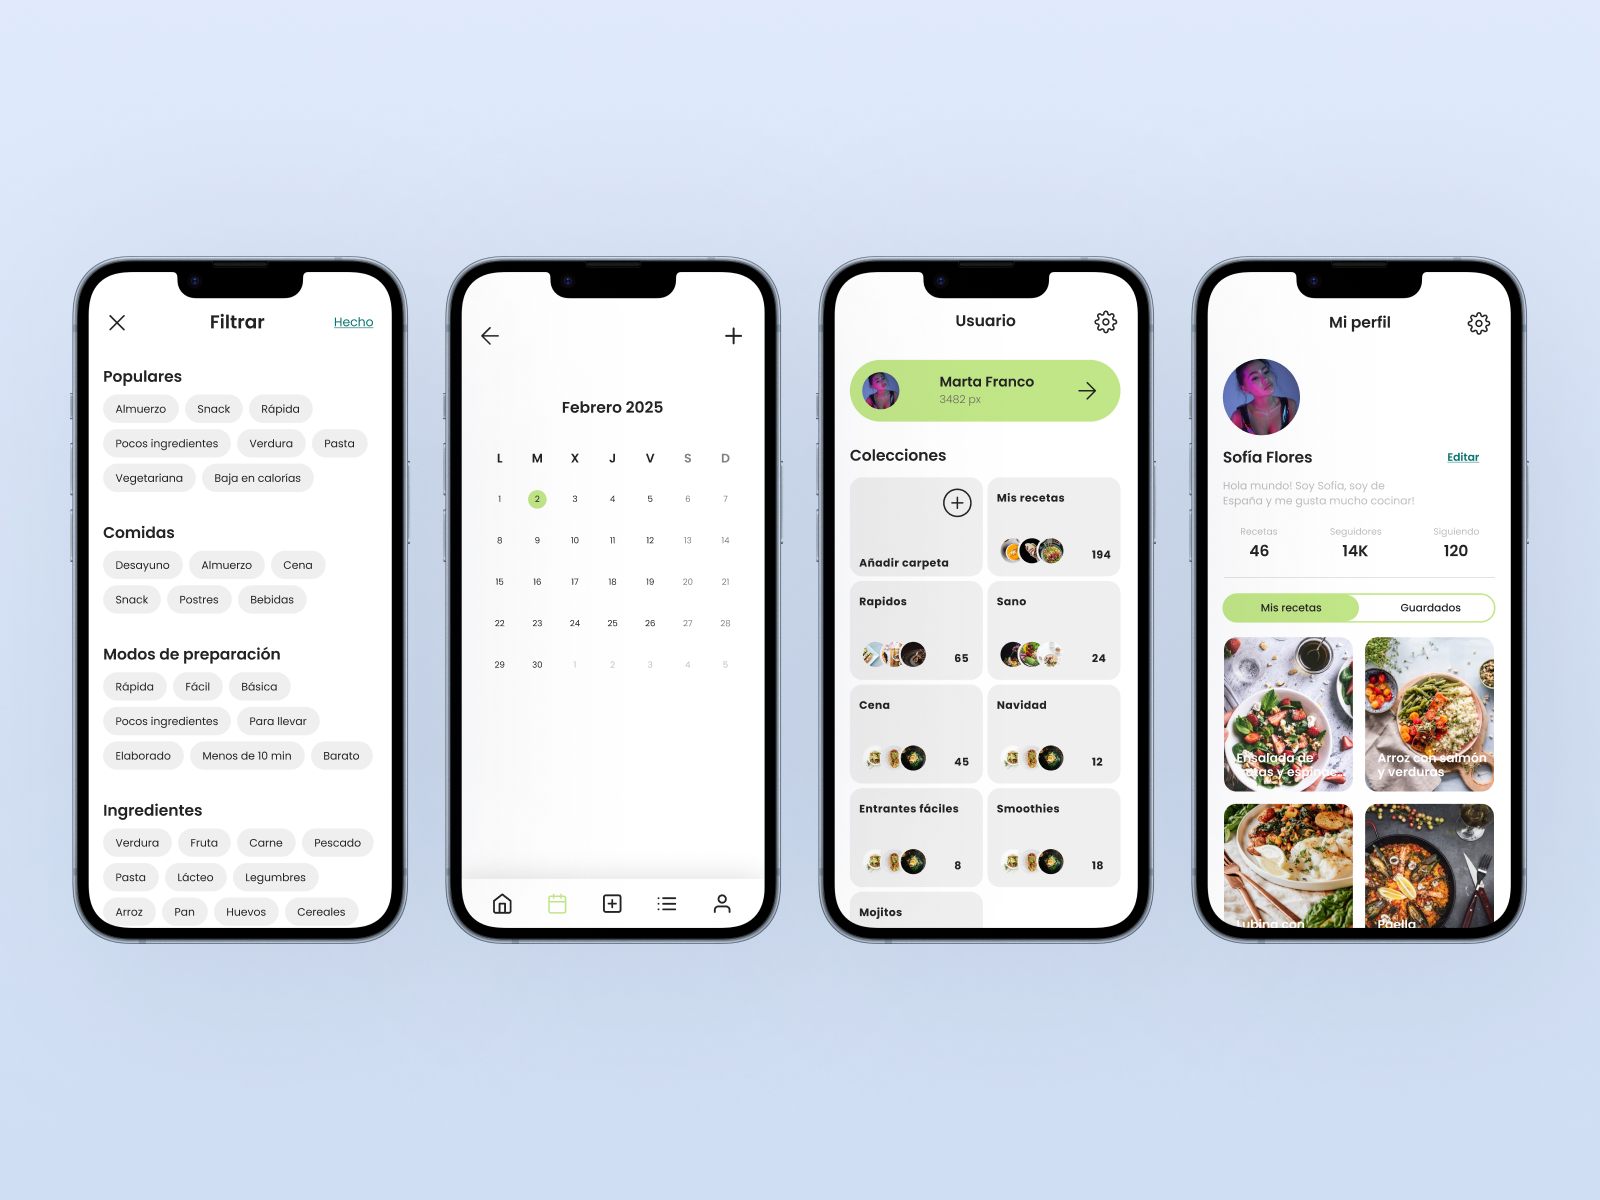 Filtrar
Hecho
Populares
Almuerzo Snack Rápida
Pocos ingredientes Verdura Pasta
Vegetariana Baja en calorías
Comidas
Desayuno Almuerzo Cena
Snack Postres Bebidas
Modos de preparación
Rápida Fácil Básica
Pocos ingredientes Para llevar
Elaborado Menos de 10 min Barato
Ingredientes
Verdura Fruta Carne Pescado
Pasta Lácteo Legumbres
Arroz Pan Huevos Cereales
Febrero 2025
L M X J V S D
1 2 3 4 5 6 7
8 9 10 11 12 13 14
15 16 17 18 19 20 21
22 23 24 25 26 27 28
29 30 1 2 3 4 5
Usuario
Marta Franco
3482 px
Colecciones
Añadir carpeta
Mis recetas
194
Rapidos
65
Sano
24
Cena
45
Navidad
12
Entrantes fáciles
8
Smoothies
18
Mojitos
Mi perfil
Sofía Flores
Editar
Hola mundo! Soy Sofía, soy de
España y me gusta mucho cocinar!
Recetas Seguidores Siguiendo
46 14K 120
Mis recetas Guardados
Ensalada de
y espinac
Arroz con salmón
y verduras
Lubina con
Paella